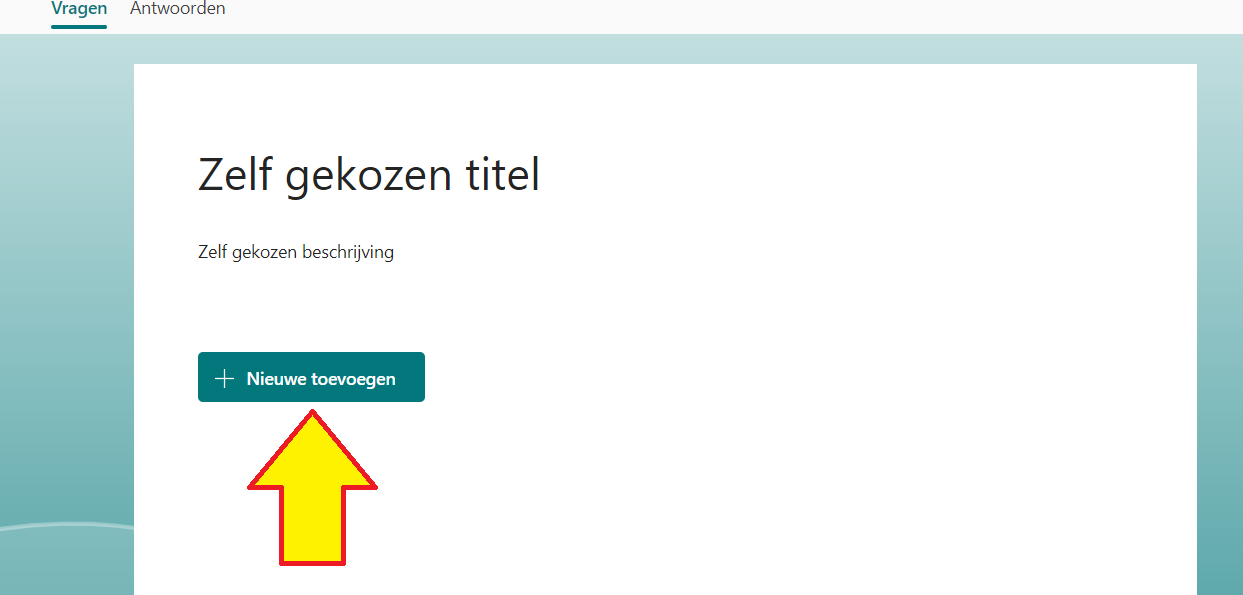 Vragen Antwoorden
Zelf gekozen titel
Zelf gekozen beschrijving
Nieuwe toevoegen